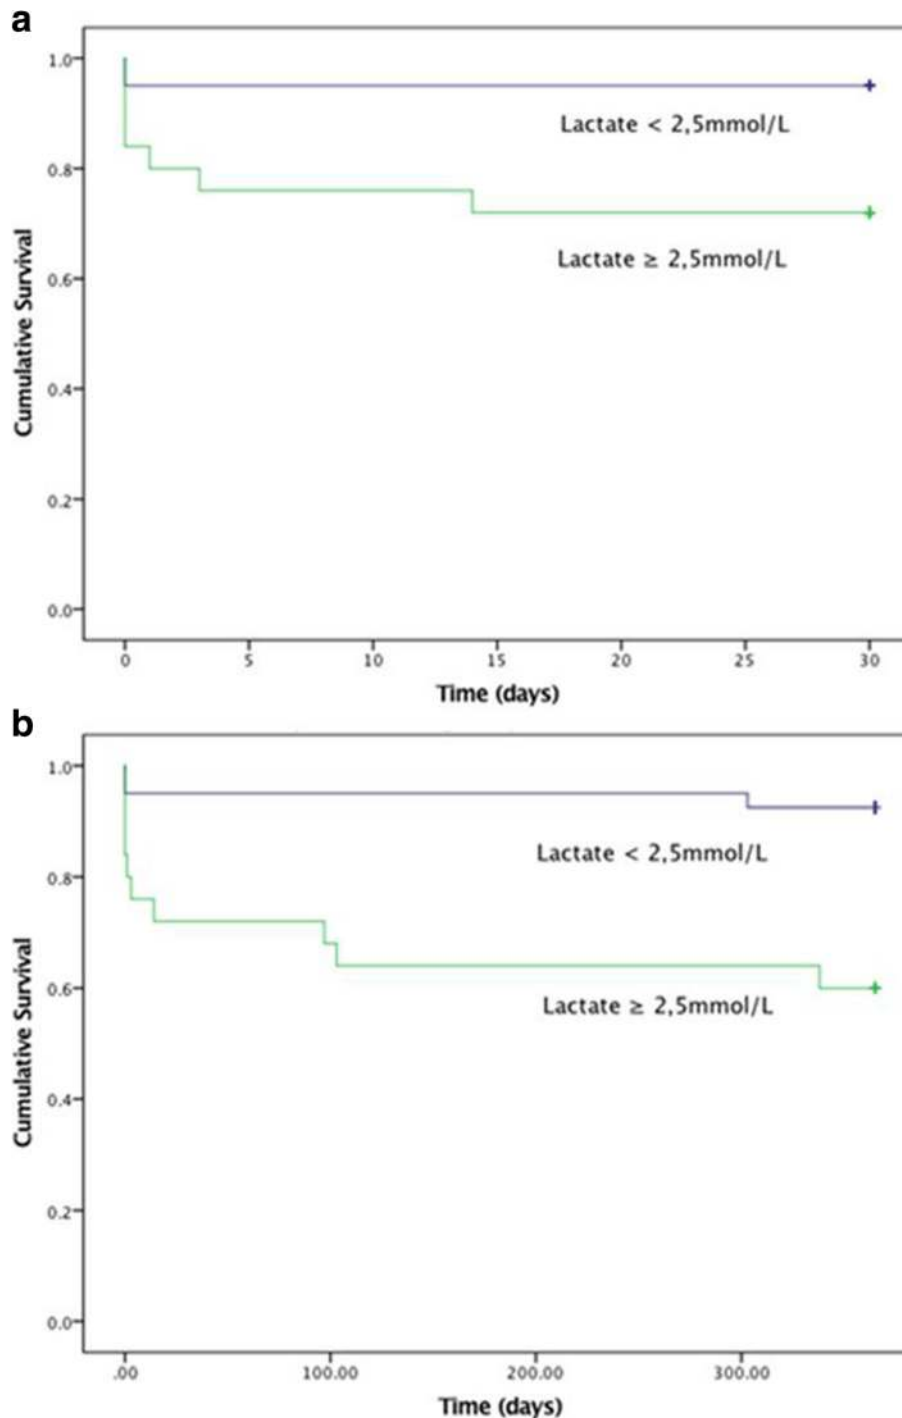 a
1.0
0.8
0.6
0.4
0.2
0.0
Cumulative Survival
Lactate < 2,5mmol/L
Lactate ≥ 2,5mmol/L
0 5 10 15 20 25 30
Time (days)
b
1.0
0.8
0.6
0.4
0.2
0.0
Cumulative Survival
Lactate < 2,5mmol/L
Lactate ≥ 2,5mmol/L
.00 100.00 200.00 300.00
Time (days)